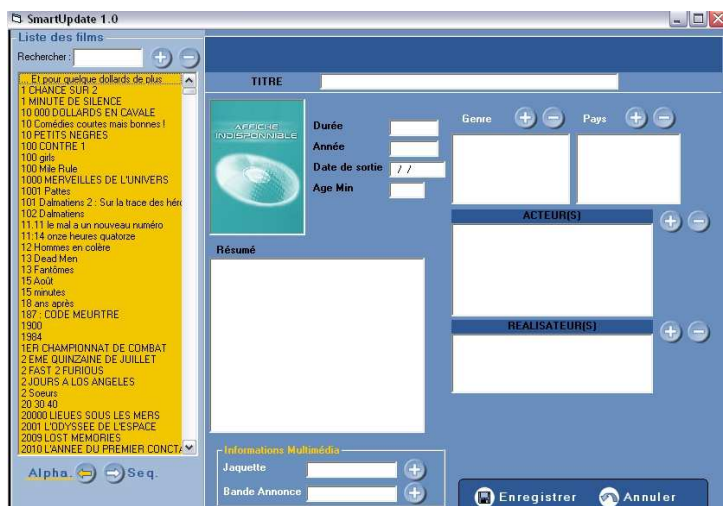 SmartUpdate 1.0
Liste des films
Rechercher :
... Et pour quelque dollards de plus
1 CHANCE SUR 2
1 MINUTE DE SILENCE
10 000 DOLLARDS EN CAVALE
10 Comédies courtes mais bonnes !
10 PETITS NEGRES
100 CONTRE 1
100 girls
100 Mile Rule
1000 MERVEILLES DE L'UNIVERS
1001 Pattes
101 Dalmatiens 2 : Sur la trace des héro
102 Dalmatiens
11.11 le mal a un nouveau numéro
11:14 onze heures quatorze
12 Hommes en colère
13 Dead Men
13 Fantômes
15 Août
15 minutes
18 ans après
187 : CODE MEURTRE
1900
1984
1ER CHAMPIONNAT DE COMBAT
2 EME QUINZAINE DE JUILLET
2 FAST 2 FURIOUS
2 JOURS A LOS ANGELES
2 Soeurs
20 30 40
20000 LIEUES SOUS LES MERS
2001 L'ODYSSEE DE L'ESPACE
2009 LOST MEMORIES
2010 L'ANNEE DU PREMIER CONCTA
Alpha. Seq.
TITRE
AFFICHE
INDISPONIBLE
Durée
Année
Date de sortie / /
Age Min
Genre
Pays
ACTEUR(S)
Résumé
REALISATEUR(S)
Informations Multimédia
Jaquette
Bande Annonce
Enregistrer
Annuler